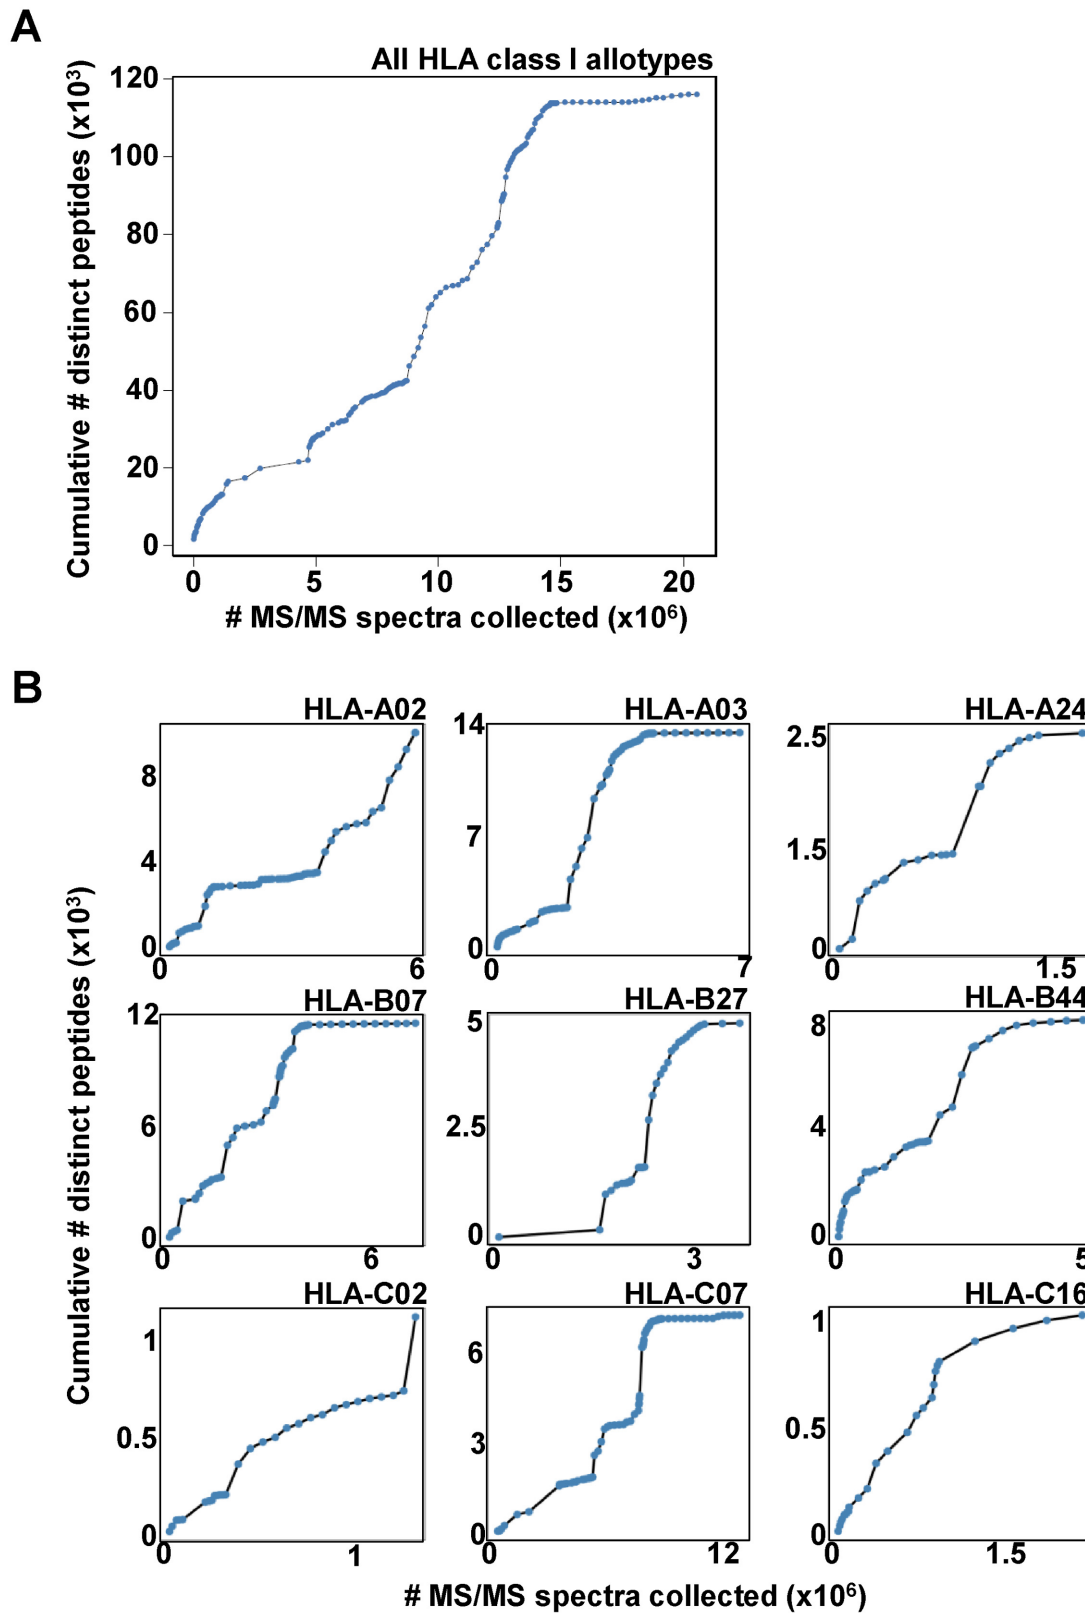 A
All HLA class I allotypes
Cumulative # distinct peptides (x10³)
120
100
80
60
40
20
0
0 5 10 15 20
# MS/MS spectra collected (x10⁶)
B
Cumulative # distinct peptides (x10³)
HLA-A02
8
4
0
0 6
HLA-A03
14
7
0
0 7
HLA-A24
2.5
1.5
0
0 1.5
HLA-B07
12
6
0
0 6
HLA-B27
5
2.5
0
0 3
HLA-B44
8
4
0
0 5
HLA-C02
1
0.5
0
0 1
HLA-C07
6
3
0
0 12
HLA-C16
1
0.5
0
0 1.5
# MS/MS spectra collected (x10⁶)